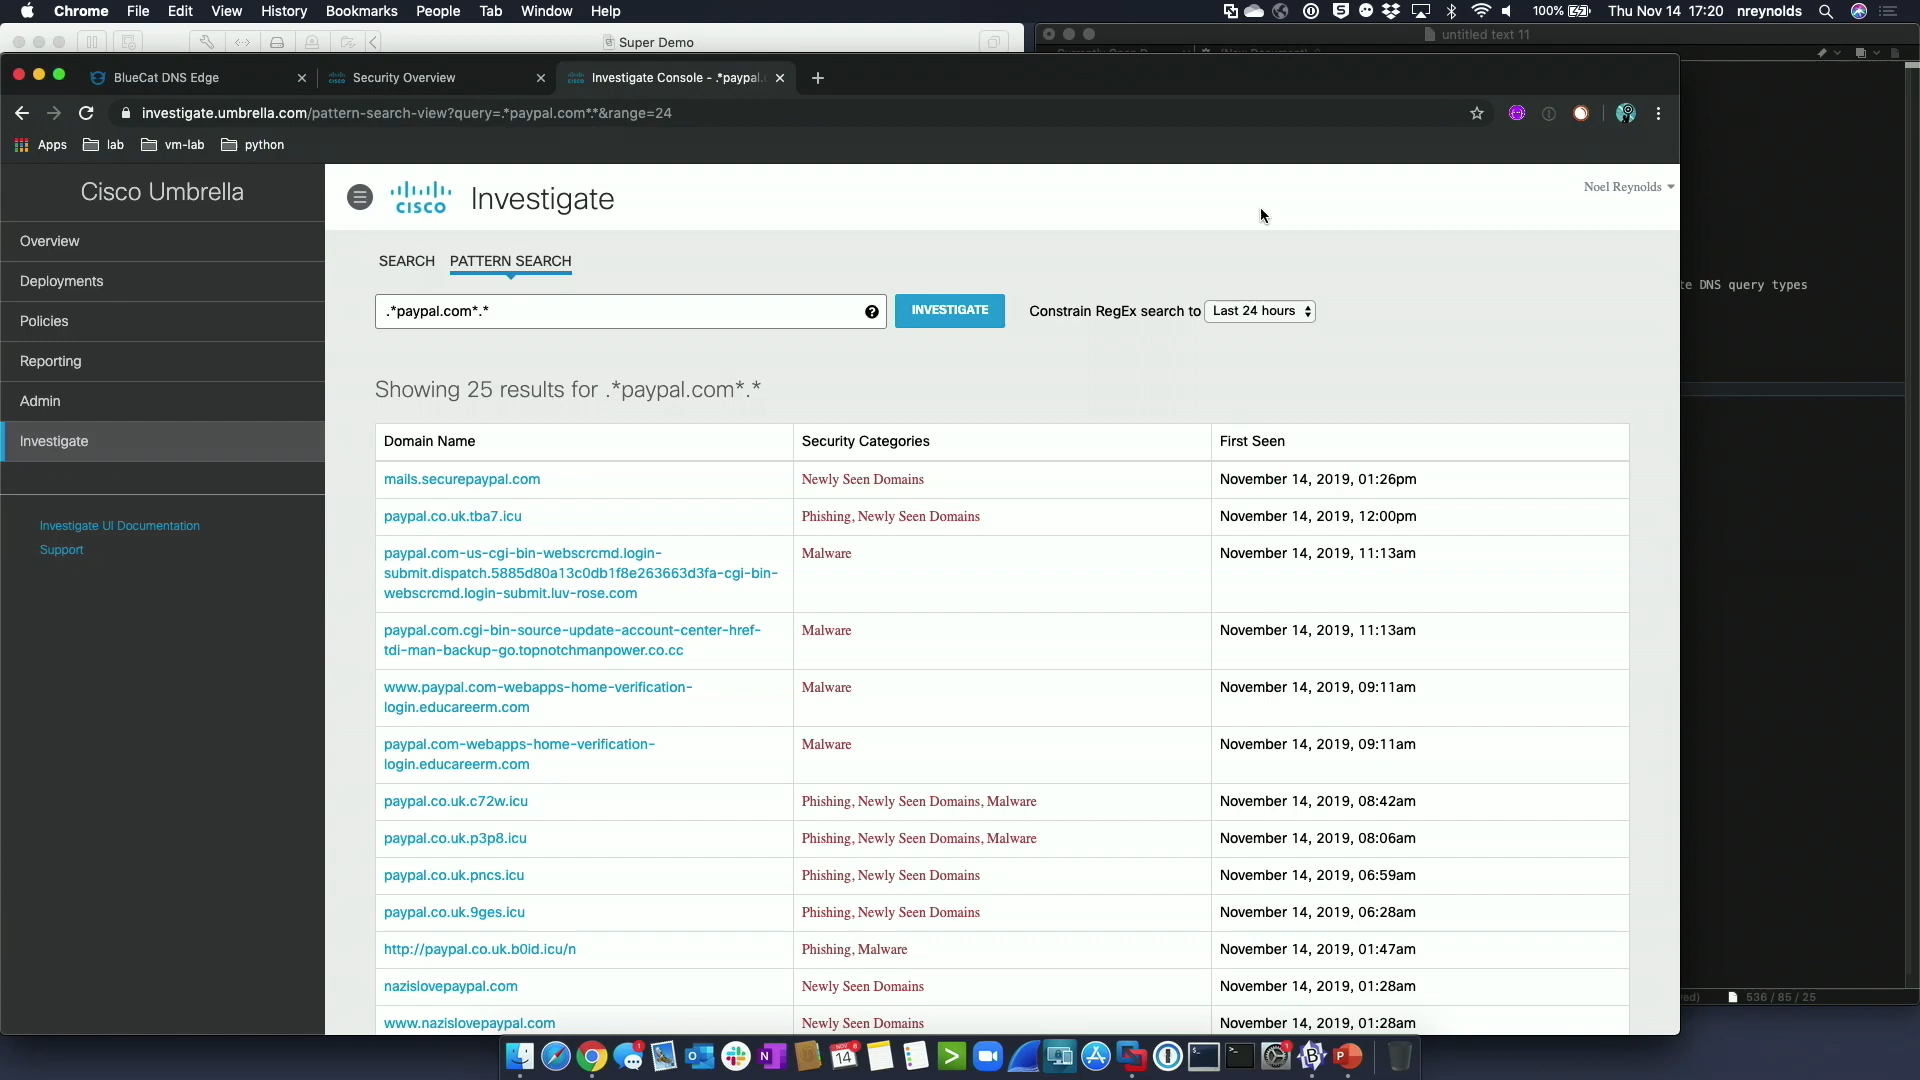 Chrome File Edit View History Bookmarks People Tab Window Help
100% Thu Nov 14 17:20 nreynolds
Super Demo
untitled text 11
BlueCat DNS Edge
Security Overview
Investigate Console - .*paypal.
investigate.umbrella.com/pattern-search-view?query=.*paypal.com*.*&range=24
Apps lab vm-lab python
Cisco Umbrella
Overview
Deployments
Policies
Reporting
Admin
Investigate
Investigate UI Documentation
Support
CISCO
Investigate
Noel Reynolds
SEARCH PATTERN SEARCH
.*paypal.com*.*
INVESTIGATE
Constrain RegEx search to Last 24 hours
te DNS query types
Showing 25 results for .*paypal.com*.*
Domain Name Security Categories First Seen
mails.securepaypal.com Newly Seen Domains November 14, 2019, 01:26pm
paypal.co.uk.tba7.icu Phishing, Newly Seen Domains November 14, 2019, 12:00pm
paypal.com-us-cgi-bin-webscrcmd.login- Malware November 14, 2019, 11:13am
submit.dispatch.5885d80a13c0db1f8e263663d3fa-cgi-bin-
webscrcmd.login-submit.luv-rose.com
paypal.com.cgi-bin-source-update-account-center-href- Malware November 14, 2019, 11:13am
tdi-man-backup-go.topnotchmanpower.co.cc
www.paypal.com-webapps-home-verification- Malware November 14, 2019, 09:11am
login.educareerm.com
paypal.com-webapps-home-verification- Malware November 14, 2019, 09:11am
login.educareerm.com
paypal.co.uk.c72w.icu Phishing, Newly Seen Domains, Malware November 14, 2019, 08:42am
paypal.co.uk.p3p8.icu Phishing, Newly Seen Domains, Malware November 14, 2019, 08:06am
paypal.co.uk.pncs.icu Phishing, Newly Seen Domains November 14, 2019, 06:59am
paypal.co.uk.9ges.icu Phishing, Newly Seen Domains November 14, 2019, 06:28am
http://paypal.co.uk.b0id.icu/n Phishing, Malware November 14, 2019, 01:47am
nazislovepaypal.com Newly Seen Domains November 14, 2019, 01:28am
www.nazislovepaypal.com Newly Seen Domains November 14, 2019, 01:28am
536 / 85 / 25